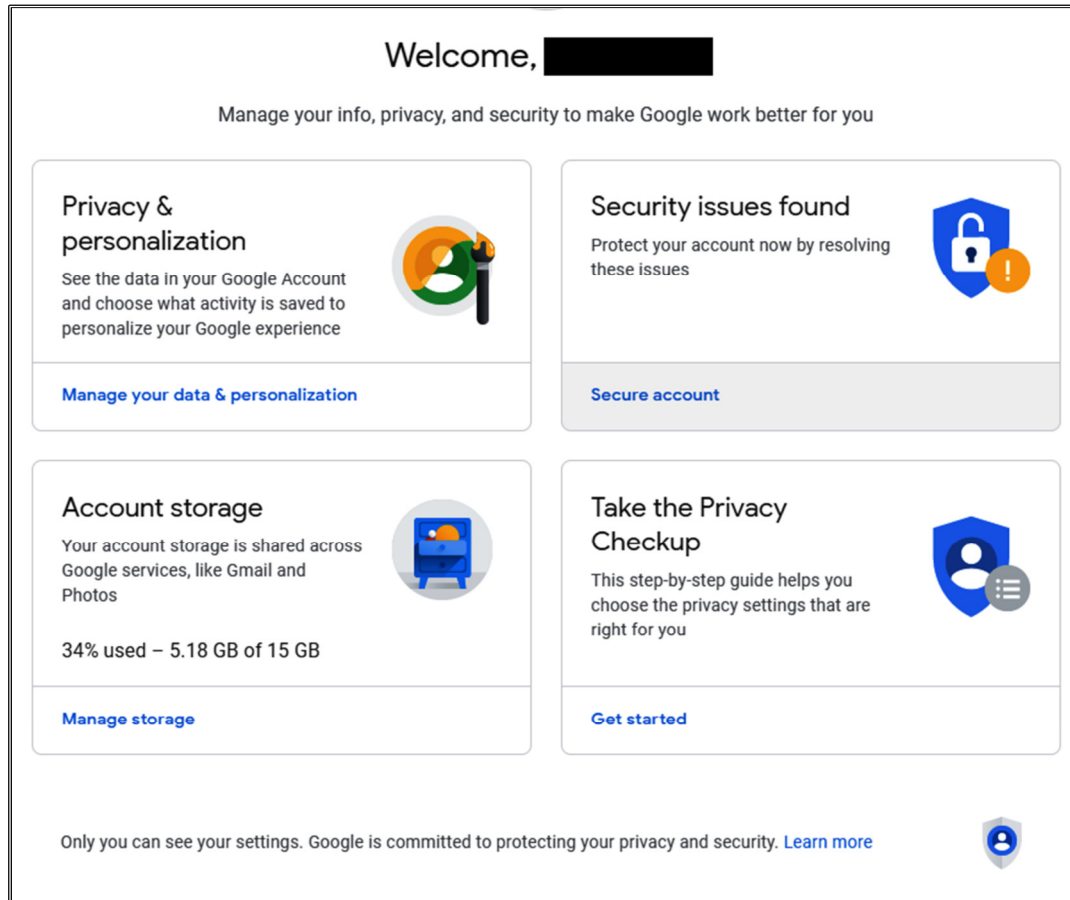 Welcome,
Manage your info, privacy, and security to make Google work better for you
Privacy &
personalization
See the data in your Google Account
and choose what activity is saved to
personalize your Google experience
Manage your data & personalization
Security issues found
Protect your account now by resolving
these issues
Secure account
Account storage
Your account storage is shared across
Google services, like Gmail and
Photos
34% used – 5.18 GB of 15 GB
Manage storage
Take the Privacy
Checkup
This step-by-step guide helps you
choose the privacy settings that are
right for you
Get started
Only you can see your settings. Google is committed to protecting your privacy and security. Learn more